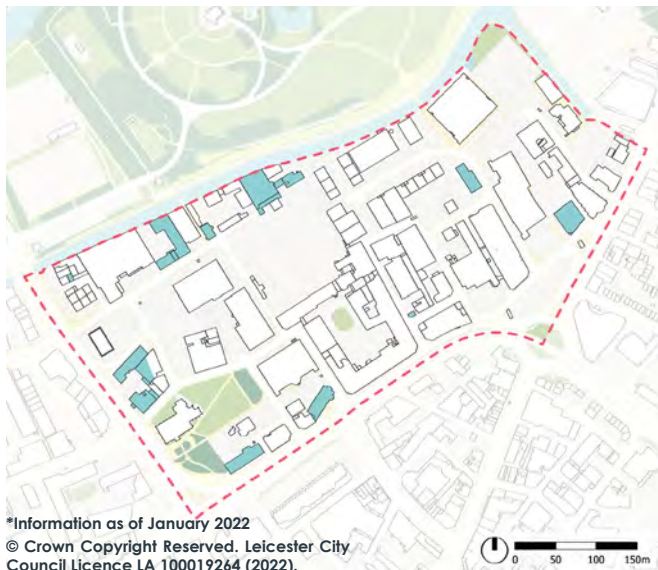 *Information as of January 2022
© Crown Copyright Reserved. Leicester City
Council Licence LA 100019264 (2022).
0 50 100 150m